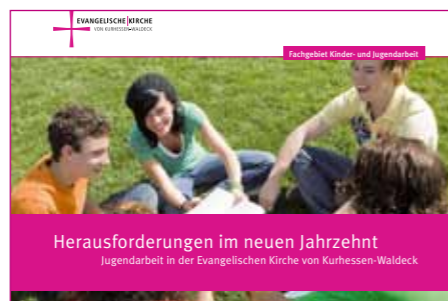 EVANGELISCHE KIRCHE
VON KURHESSEN-WALDECK
Fachgebiet Kinder- und Jugendarbeit
Herausforderungen im neuen Jahrzehnt
Jugendarbeit in der Evangelischen Kirche von Kurhessen-Waldeck